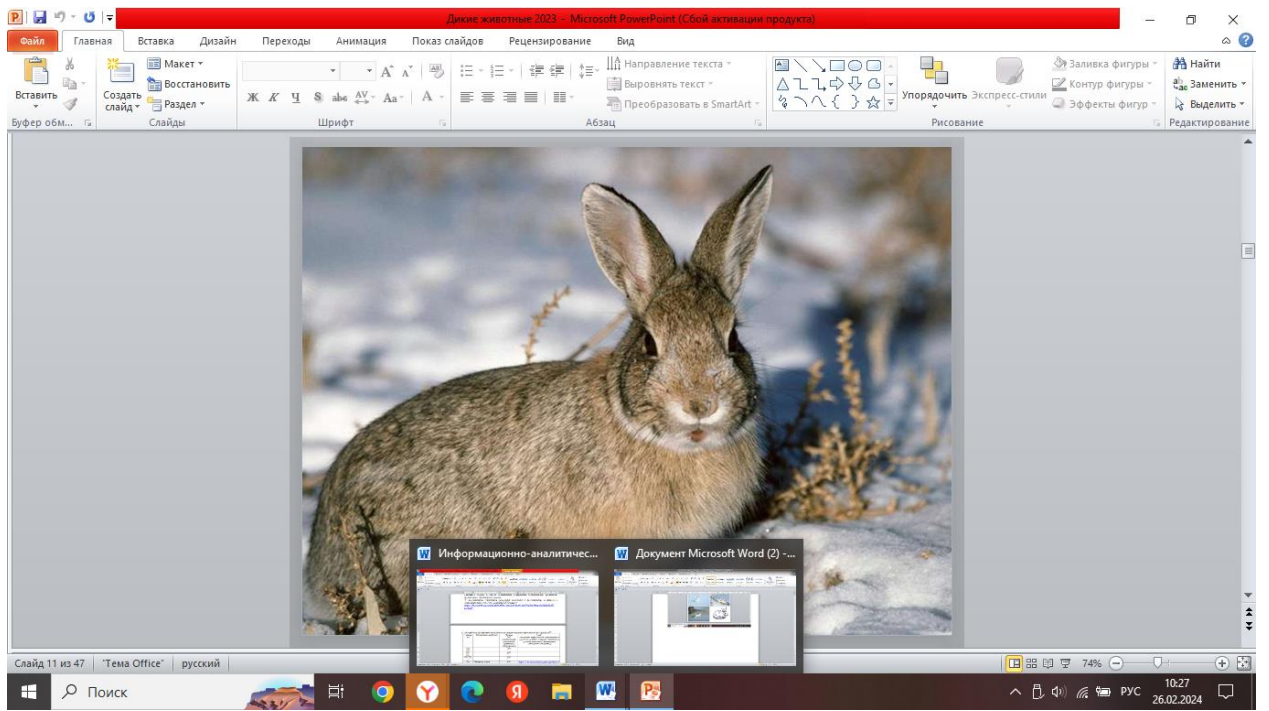 Дикие животные 2023 - Microsoft PowerPoint (Сбой активации продукта)
Файл Главная Вставка Дизайн Переходы Анимация Показ слайдов Рецензирование Вид
Вставить
Создать слайд
Макет
Восстановить
Раздел
Ж К Ч S abc AV Aa A
Направление текста
Выровнять текст
Преобразовать в SmartArt
Упорядочить Экспресс-стили
Заливка фигуры
Контур фигуры
Эффекты фигур
Найти
Заменить
Выделить
Буфер обм... Слайды Шрифт Абзац Рисование Редактирование
Информационно-аналитичес... Документ Microsoft Word (2) -...
Слайд 11 из 47 "Тема Office" русский 74%
Поиск РУС 10:27
26.02.2024